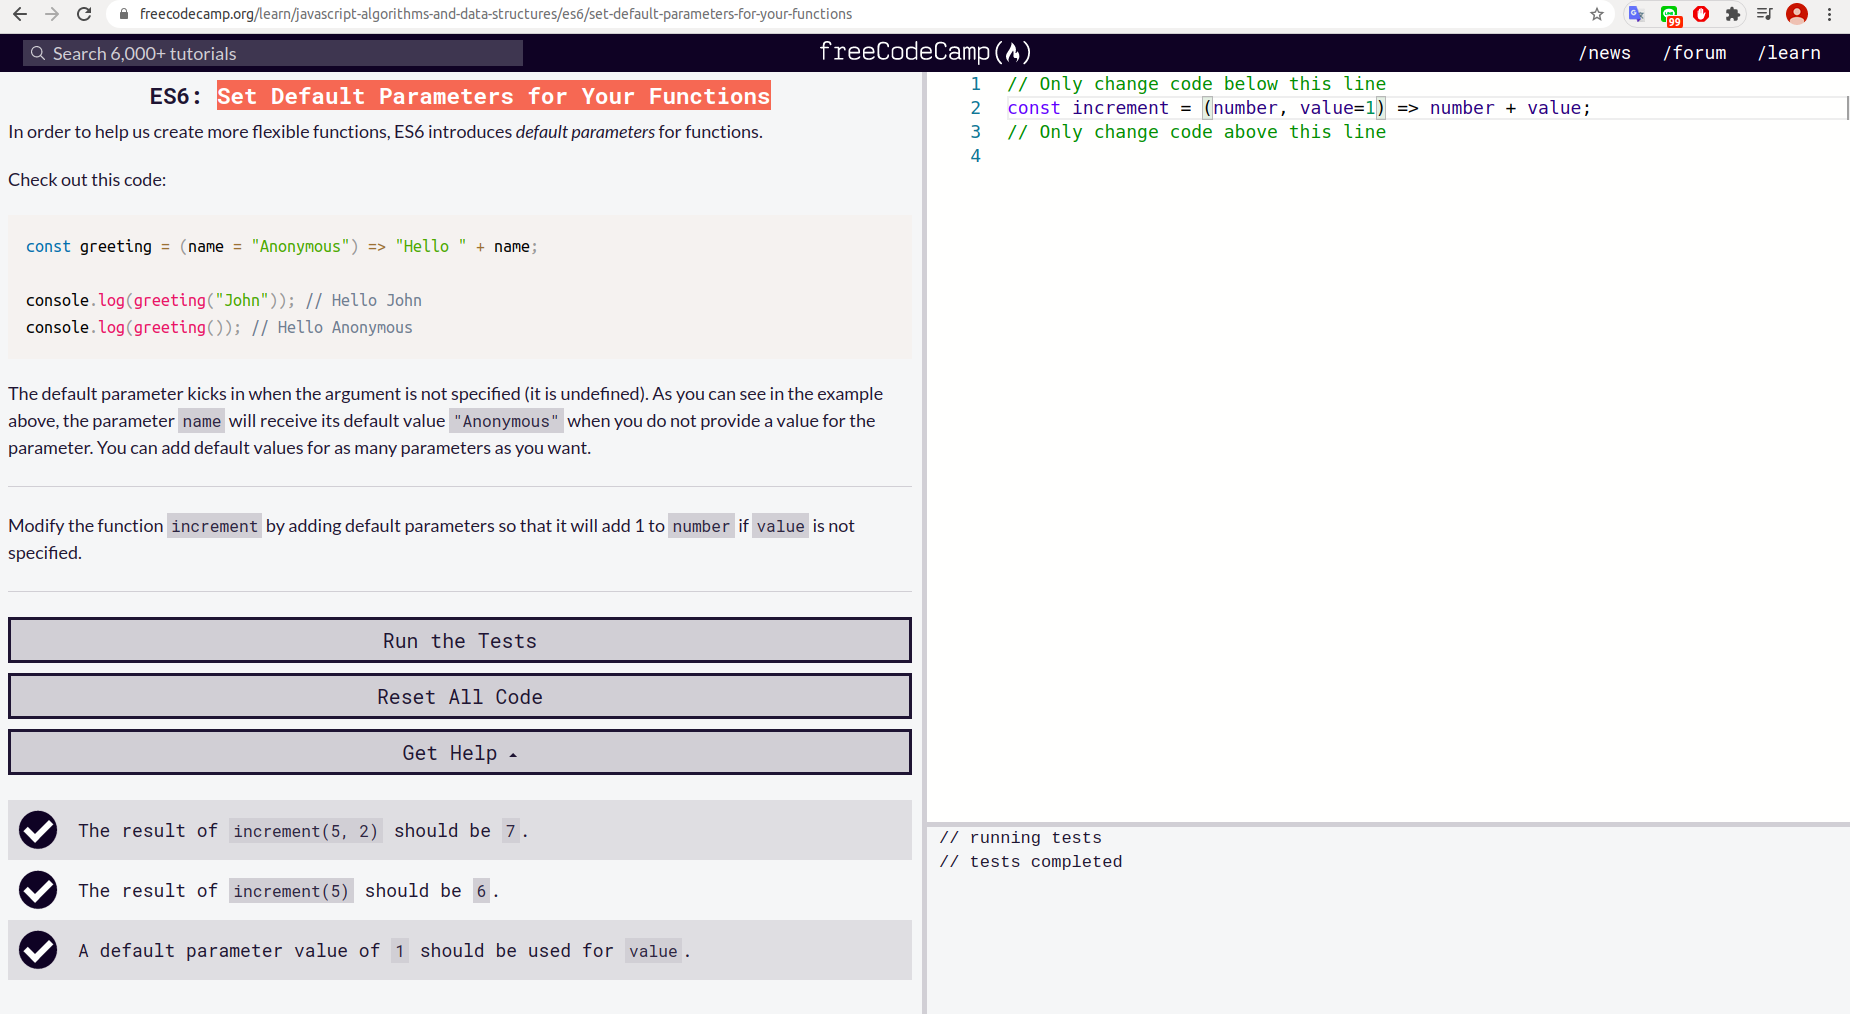 freecodecamp.org/learn/javascript-algorithms-and-data-structures/es6/set-default-parameters-for-your-functions
99
Search 6,000+ tutorials
freeCodeCamp(🔥)
/news /forum /learn
ES6: Set Default Parameters for Your Functions
In order to help us create more flexible functions, ES6 introduces default parameters for functions.
Check out this code:
const greeting = (name = "Anonymous") => "Hello " + name;
console.log(greeting("John")); // Hello John
console.log(greeting()); // Hello Anonymous
The default parameter kicks in when the argument is not specified (it is undefined). As you can see in the example
above, the parameter name will receive its default value "Anonymous" when you do not provide a value for the
parameter. You can add default values for as many parameters as you want.
Modify the function increment by adding default parameters so that it will add 1 to number if value is not
specified.
Run the Tests
Reset All Code
Get Help
The result of increment(5, 2) should be 7.
The result of increment(5) should be 6.
A default parameter value of 1 should be used for value.
1 // Only change code below this line
2 const increment = (number, value=1) => number + value;
3 // Only change code above this line
4
// running tests
// tests completed